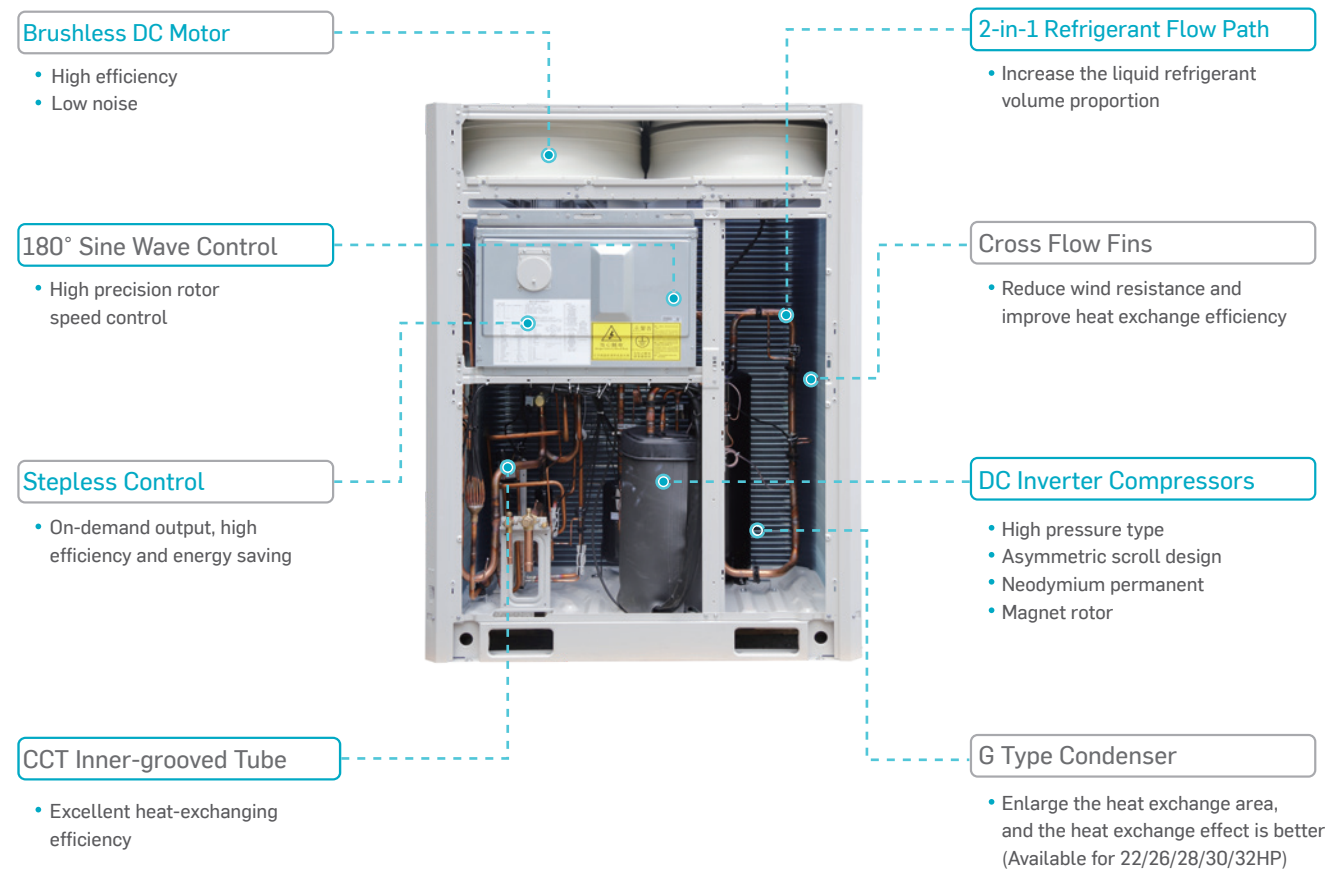 Brushless DC Motor
• High efficiency
• Low noise
180° Sine Wave Control
• High precision rotor
speed control
Stepless Control
• On-demand output, high
efficiency and energy saving
CCT Inner-grooved Tube
• Excellent heat-exchanging
efficiency
2-in-1 Refrigerant Flow Path
• Increase the liquid refrigerant
volume proportion
Cross Flow Fins
• Reduce wind resistance and
improve heat exchange efficiency
DC Inverter Compressors
• High pressure type
• Asymmetric scroll design
• Neodymium permanent
• Magnet rotor
G Type Condenser
• Enlarge the heat exchange area,
and the heat exchange effect is better
(Available for 22/26/28/30/32HP)